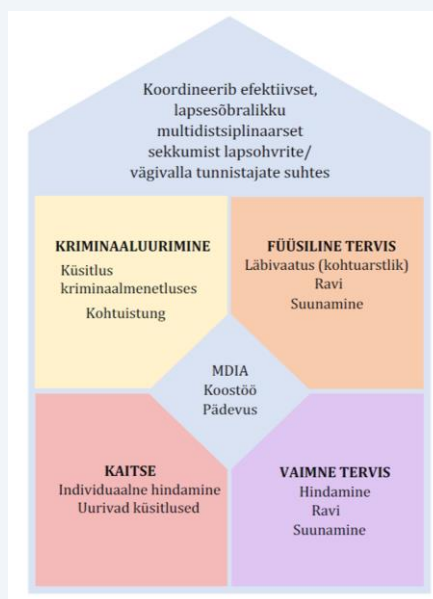 Koordineerib efektiivset,
lapsesõbralikku
multidistsiplinaarset
sekkumist lapsohvrite/
vägivalla tunnistajate suhtes
KRIMINAALUURIMINE
Küsitlus
kriminaalmenetluses
Kohtuistung
FÜÜSILINE TERVIS
Läbivaatus (kohtuarstlik)
Ravi
Suunamine
MDIA
Koostöö
Pädevus
KAITSE
Individuaalne hindamine
Uurivad küsitlused
VAIMNE TERVIS
Hindamine
Ravi
Suunamine